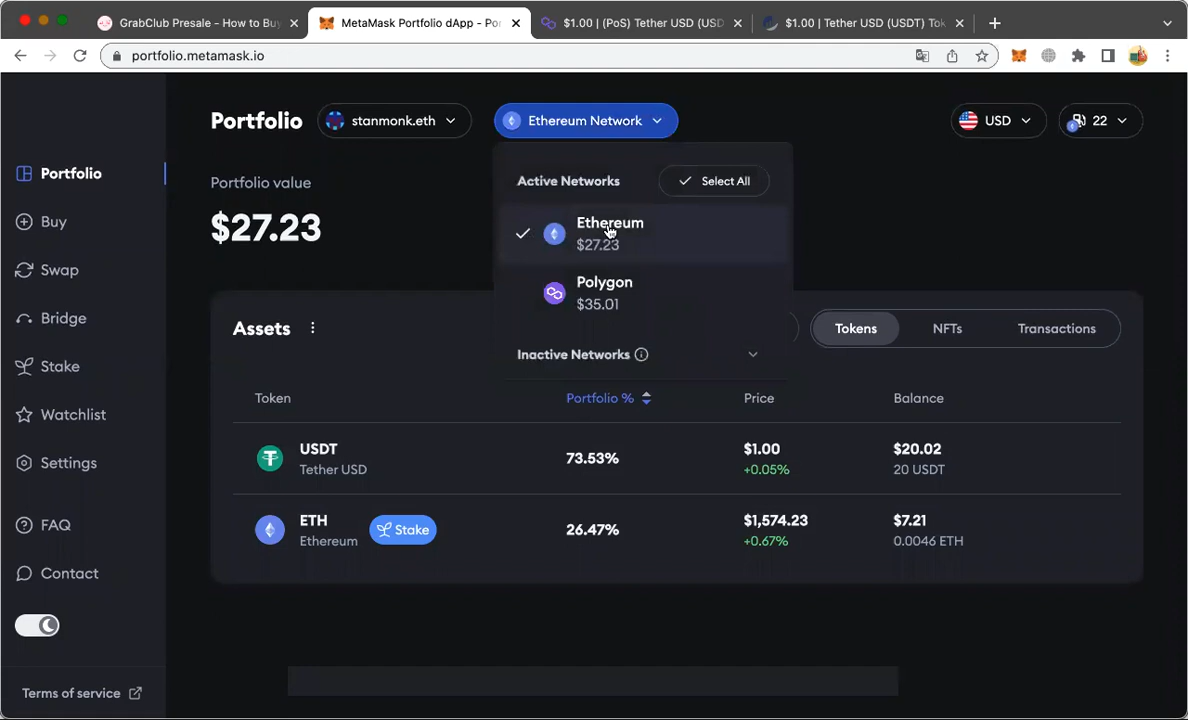 GrabClub Presale - How to Buy
MetaMask Portfolio dApp - Po
$1.00 | (PoS) Tether USD (USD
$1.00 | Tether USD (USDT) Tok
portfolio.metamask.io
Portfolio
stanmonk.eth
Ethereum Network
USD
22
Portfolio
Buy
Swap
Bridge
Stake
Watchlist
Settings
FAQ
Contact
Terms of service
Portfolio value
$27.23
Active Networks
Select All
Ethereum
$27.23
Polygon
$35.01
Inactive Networks
Assets
Tokens
NFTs
Transactions
Token
Portfolio %
Price
Balance
USDT
Tether USD
73.53%
$1.00
+0.05%
$20.02
20 USDT
ETH
Ethereum
Stake
26.47%
$1,574.23
+0.67%
$7.21
0.0046 ETH